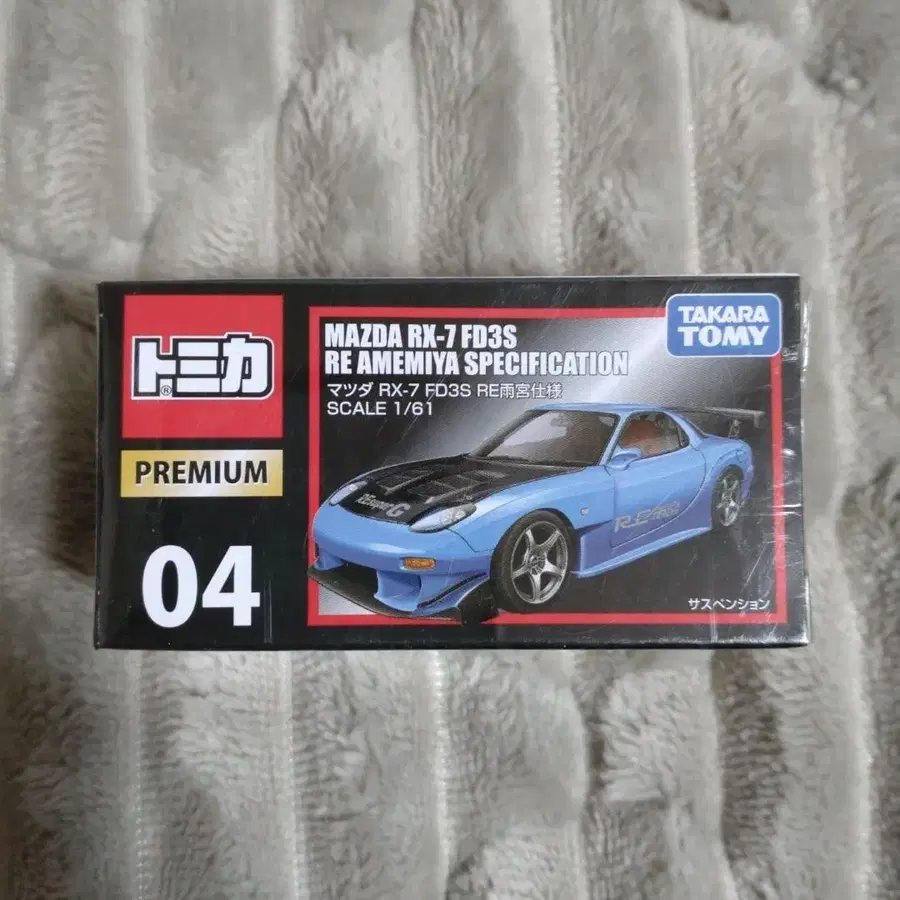 トミカ
®
PREMIUM
04
MAZDA RX-7 FD3S
RE AMEMIYA SPECIFICATION
マツダ RX-7 FD3S RE雨宮仕様
SCALE 1/61
TAKARA
TOMY
サスペンション